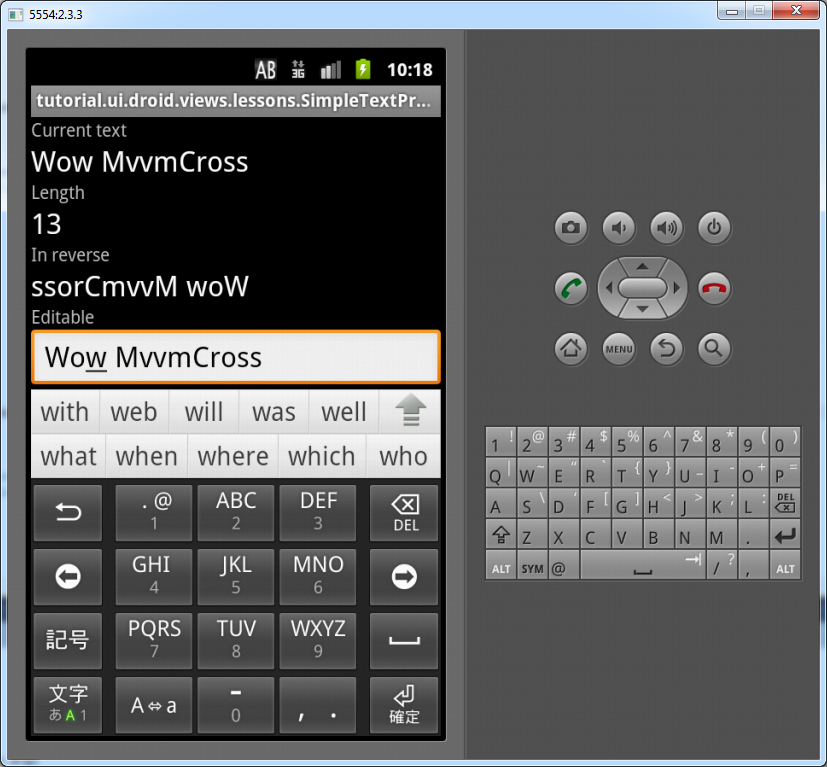 5554:2.3.3
AB 3G 10:18
tutorial.ui.droid.views.lessons.SimpleTextPr...
Current text
Wow MvvmCross
Length
13
In reverse
ssorCmvvM woW
Editable
Wow MvvmCross
with web will was well
what when where which who
. @ ABC DEF
1 2 3 DEL
GHI JKL MNO
4 5 6
記号 PQRS TUV WXYZ
7 8 9
文字 A⇔a - , .
あA1 0 確定
MENU
1 ! 2 @ 3 # 4 $ 5 % 6 ^ 7 & 8 * 9 ( 0 )
Q | W ~ E “ R ` T { Y } U _ I - O + P =
A S \ D ' F [ G ] H < J > K ; L : DEL
Z X C V B N M .
ALT SYM @ / ? , ALT